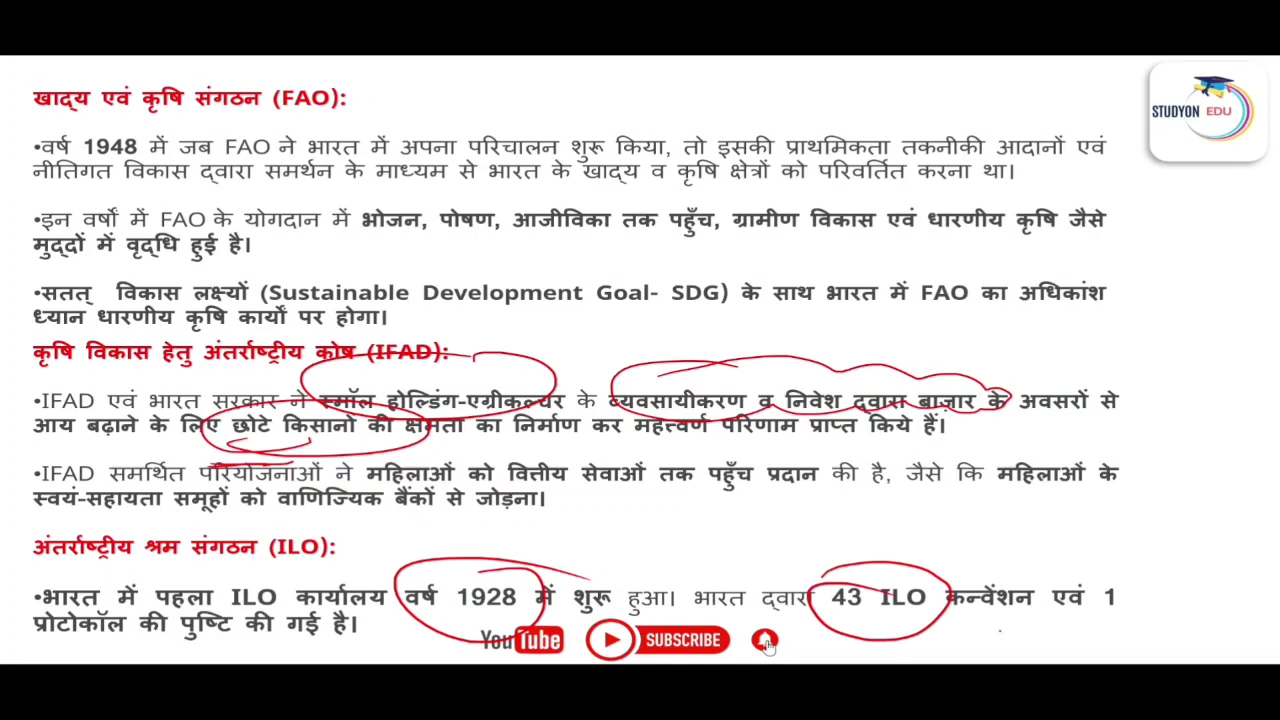 खाद्य एवं कृषि संगठन (FAO):
STUDYON EDU
•वर्ष 1948 में जब FAO ने भारत में अपना परिचालन शुरू किया, तो इसकी प्राथमिकता तकनीकी आदानों एवं
नीतिगत विकास द्वारा समर्थन के माध्यम से भारत के खाद्य व कृषि क्षेत्रों को परिवर्तित करना था।
•इन वर्षों में FAO के योगदान में भोजन, पोषण, आजीविका तक पहुँच, ग्रामीण विकास एवं धारणीय कृषि जैसे
मुद्दों में वृद्धि हुई है।
•सतत् विकास लक्ष्यों (Sustainable Development Goal- SDG) के साथ भारत में FAO का अधिकांश
ध्यान धारणीय कृषि कार्यों पर होगा।
कृषि विकास हेतु अंतर्राष्ट्रीय कोष (IFAD):
•IFAD एवं भारत सरकार ने स्मॉल होल्डिंग-एग्रीकल्चर के व्यवसायीकरण व निवेश द्वारा बाज़ार के अवसरों से
आय बढ़ाने के लिए छोटे किसानों की क्षमता का निर्माण कर महत्त्वर्ण परिणाम प्राप्त किये हैं।
•IFAD समर्थित परियोजनाओं ने महिलाओं को वित्तीय सेवाओं तक पहुँच प्रदान की है, जैसे कि महिलाओं के
स्वयं-सहायता समूहों को वाणिज्यिक बैंकों से जोड़ना।
अंतर्राष्ट्रीय श्रम संगठन (ILO):
•भारत में पहला ILO कार्यालय वर्ष 1928 में शुरू हुआ। भारत द्वारा 43 ILO कन्वेंशन एवं 1
प्रोटोकॉल की पुष्टि की गई है।
YouTube SUBSCRIBE